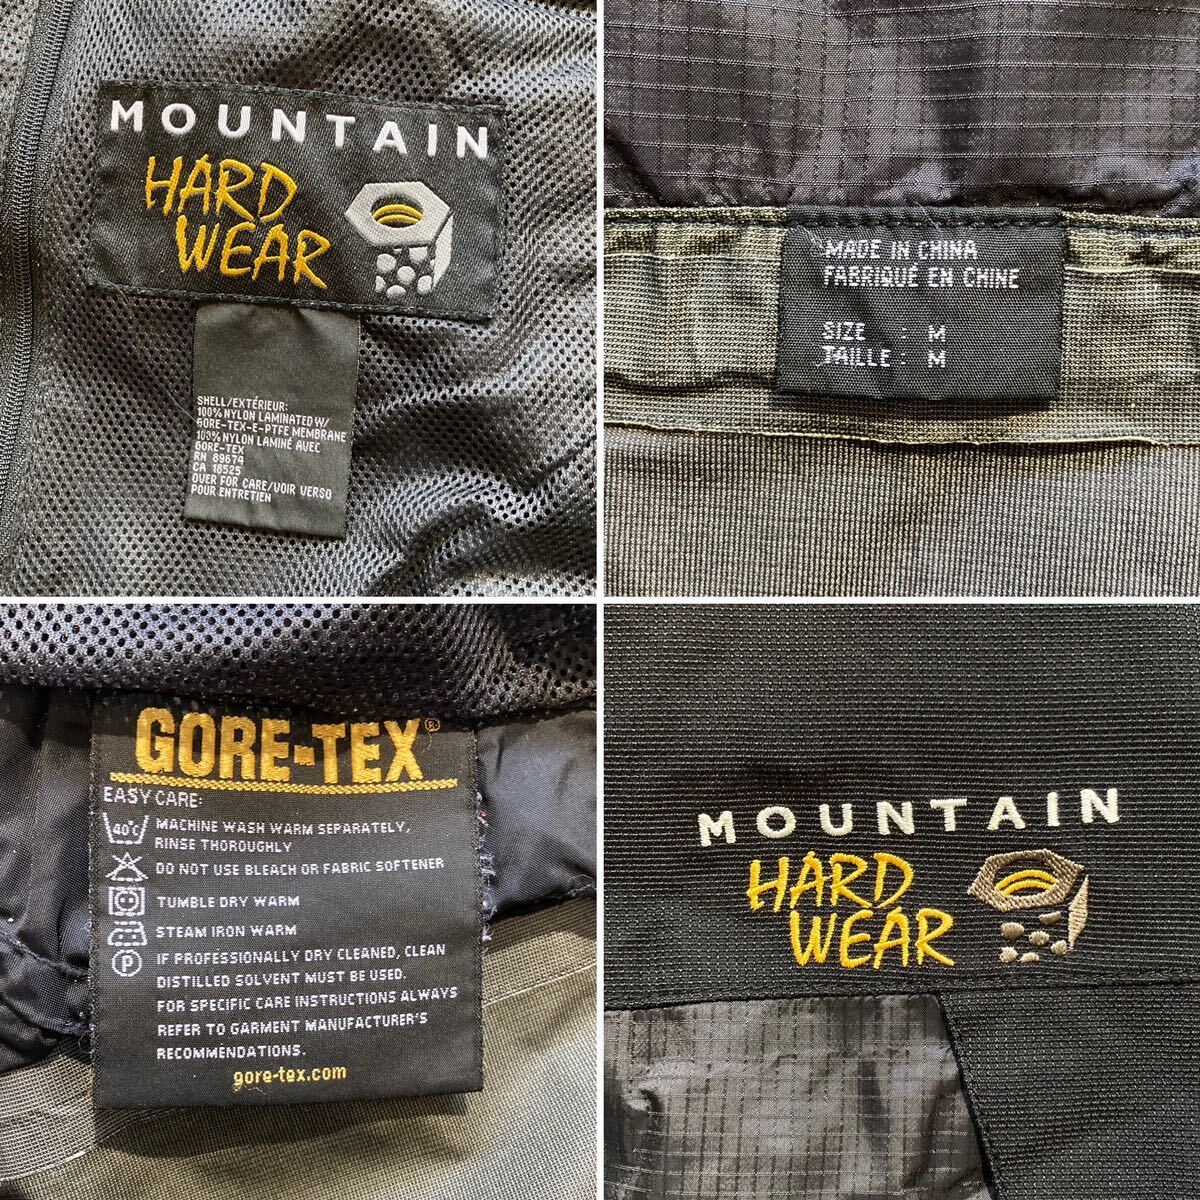 MOUNTAIN
HARD
WEAR
SHELL/EXTÉRIEUR:
100% NYLON LAMINATED W/
GORE-TEX-E-PTFE MEMBRANE
100% NYLON LAMINÉ AVEC
GORE-TEX
RN 89674
CA 18525
OVER FOR CARE/VOIR VERSO
POUR ENTRETIEN
MADE IN CHINA
FABRIQUÉ EN CHINE
SIZE : M
TAILLE : M
GORE-TEX®
EASY CARE:
40°C MACHINE WASH WARM SEPARATELY,
RINSE THOROUGHLY
DO NOT USE BLEACH OR FABRIC SOFTENER
TUMBLE DRY WARM
STEAM IRON WARM
P IF PROFESSIONALLY DRY CLEANED, CLEAN
DISTILLED SOLVENT MUST BE USED.
FOR SPECIFIC CARE INSTRUCTIONS ALWAYS
REFER TO GARMENT MANUFACTURER'S
RECOMMENDATIONS.
gore-tex.com
MOUNTAIN
HARD
WEAR